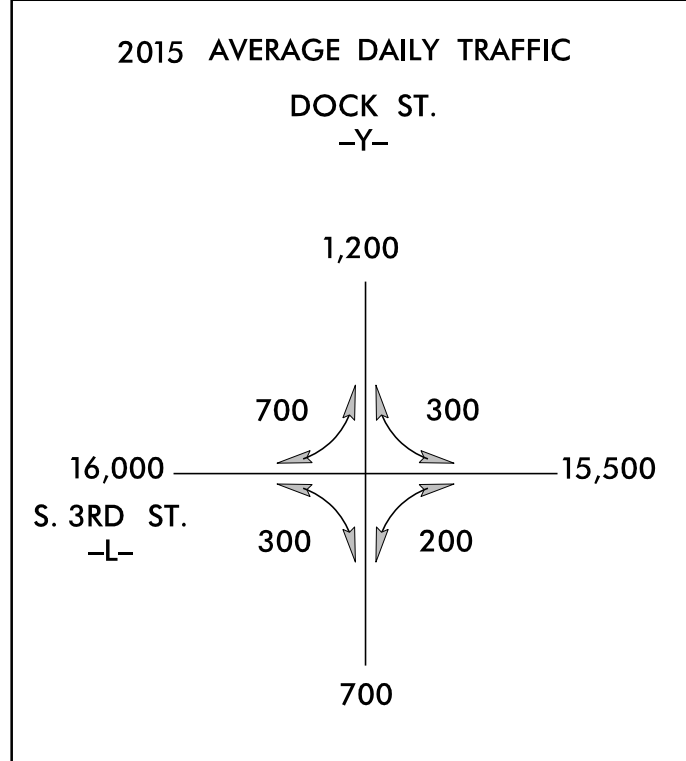 2015 AVERAGE DAILY TRAFFIC
DOCK ST.
–Y–
1,200
700
300
16,000
15,500
S. 3RD ST.
–L–
300
200
700